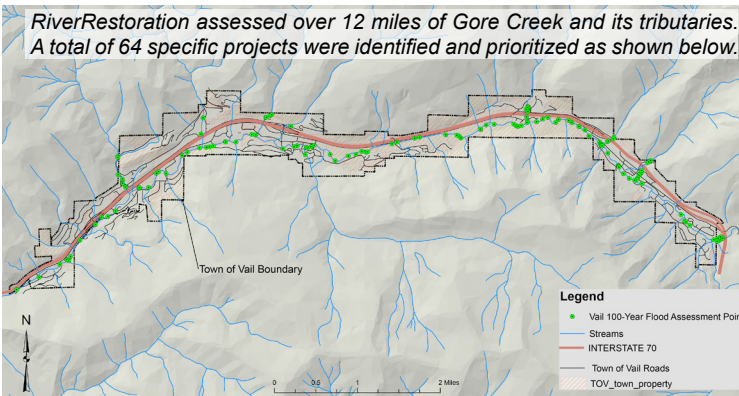 RiverRestoration assessed over 12 miles of Gore Creek and its tributaries.
A total of 64 specific projects were identified and prioritized as shown below.
Town of Vail Boundary
N
0 0.5 1 2 Miles
Legend
Vail 100-Year Flood Assessment Poin
Streams
INTERSTATE 70
Town of Vail Roads
TOV_town_property